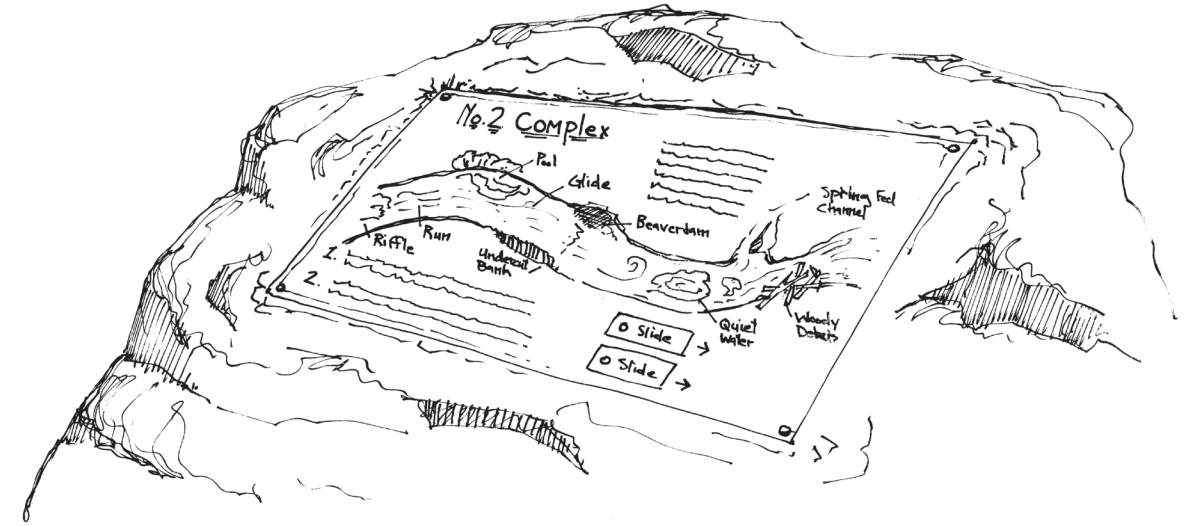 No.2 Complex
Pool
Glide
Spring Fed
Channel
Beaverdam
Run
Riffle
Undercut
Bank
1.
2.
Slide
Slide
Quiet
Water
Woody
Debris